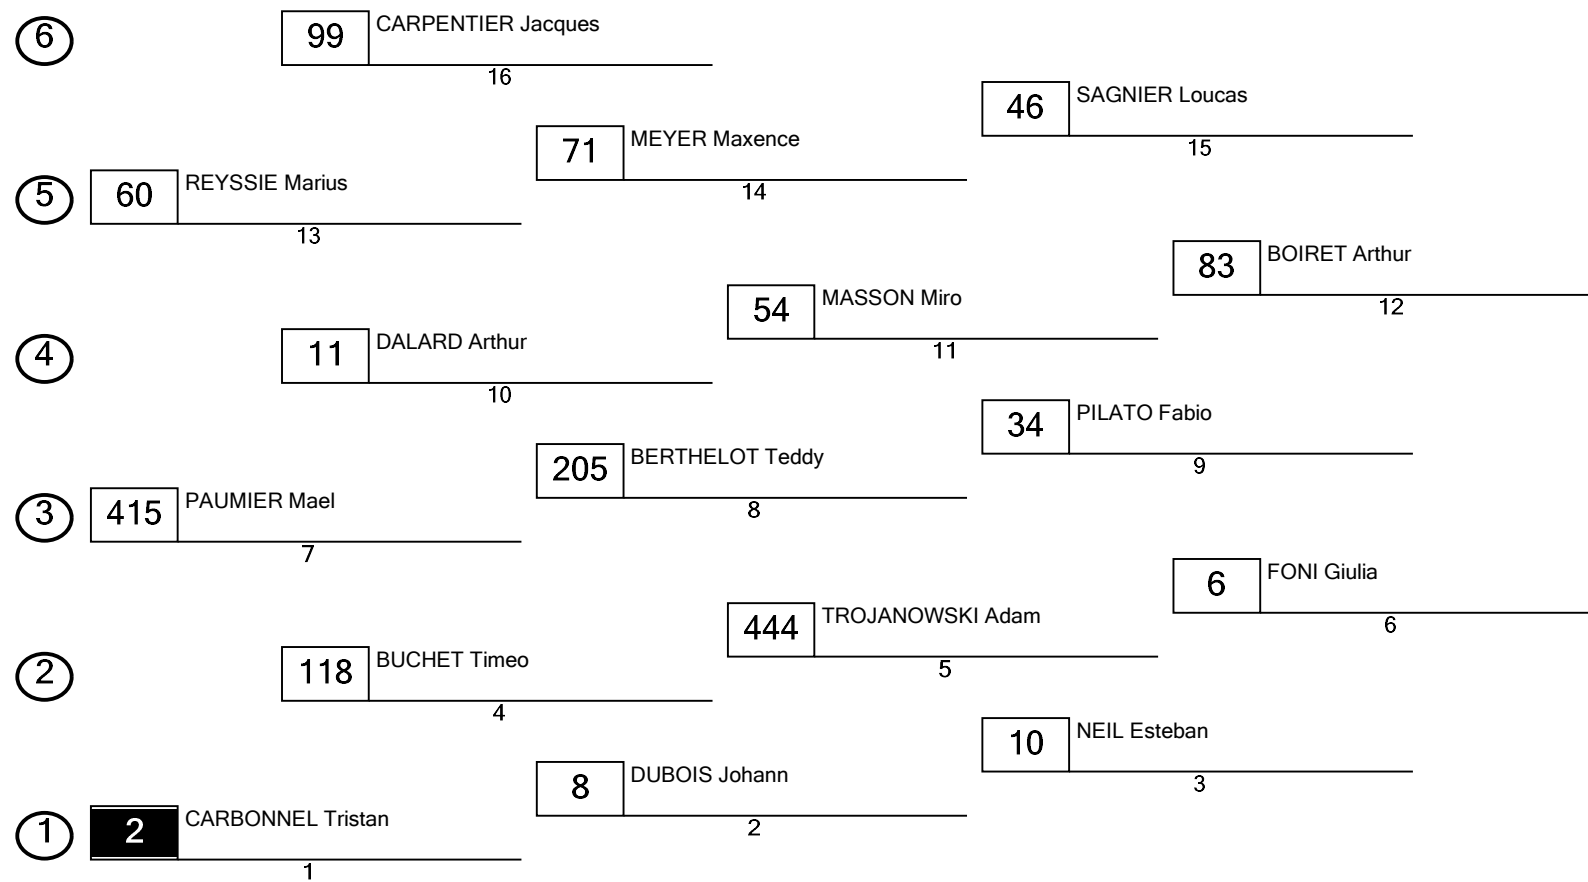 6
99 CARPENTIER Jacques
16
46 SAGNIER Loucas
15
71 MEYER Maxence
14
5
60 REYSSIE Marius
13
83 BOIRET Arthur
12
54 MASSON Miro
11
4
11 DALARD Arthur
10
34 PILATO Fabio
9
205 BERTHELOT Teddy
8
3
415 PAUMIER Mael
7
6 FONI Giulia
6
444 TROJANOWSKI Adam
5
2
118 BUCHET Timeo
4
10 NEIL Esteban
3
8 DUBOIS Johann
2
1
2 CARBONNEL Tristan
1